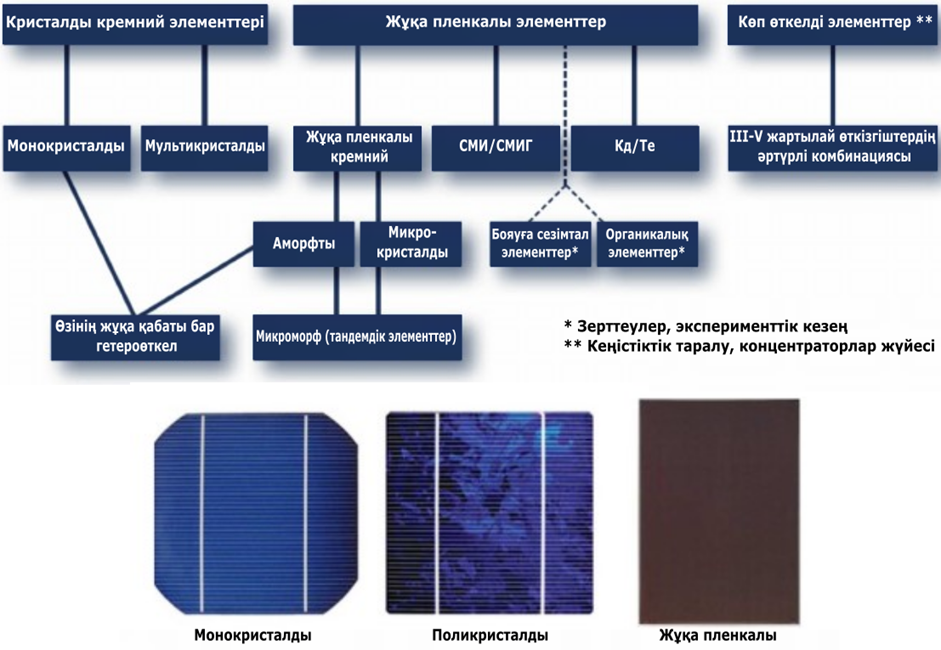 Кристалды кремний элементтері
Жұқа пленкалы элементтер
Көп өткелді элементтер **
Монокристалды
Мультикристалды
Жұқа пленкалы
кремний
СМИ/СМИГ
Кд/Те
III-V жартылай өткізгіштердің
әртүрлі комбинациясы
Аморфты
Микро-
кристалды
Бояуға сезімтал
элементтер*
Органикалық
элементтер*
Өзінің жұқа қабаты бар
гетероөткел
Микроморф (тандемдік элементтер)
* Зерттеулер, эксперименттік кезең
** Кеңістіктік таралу, концентраторлар жүйесі
Монокристалды
Поликристалды
Жұқа пленкалы